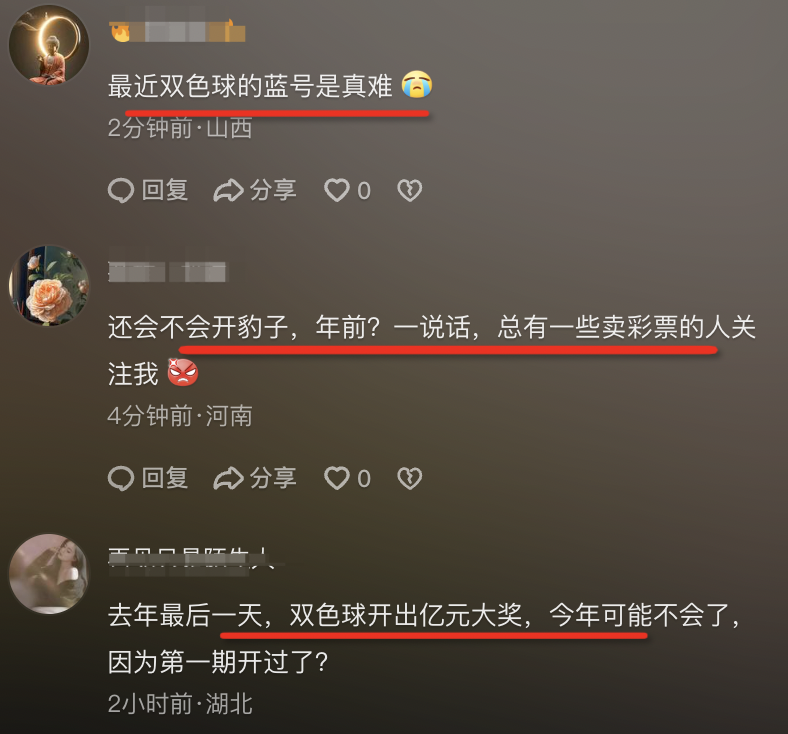 最近双色球的蓝号是真难
2分钟前·山西
回复 分享 0
还会不会开豹子，年前？一说话，总有一些卖彩票的人关
注我
4分钟前·河南
回复 分享 0
去年最后一天，双色球开出亿元大奖，今年可能不会了，
因为第一期开过了？
2小时前·湖北